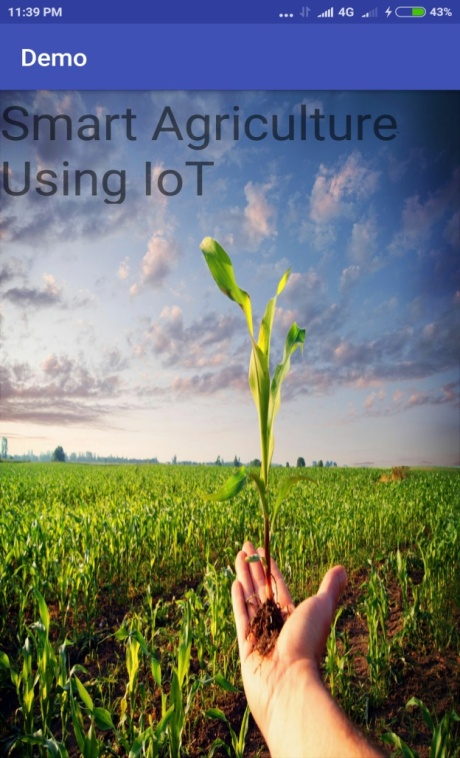 11:39 PM
4G
43%
Demo
Smart Agriculture
Using IoT